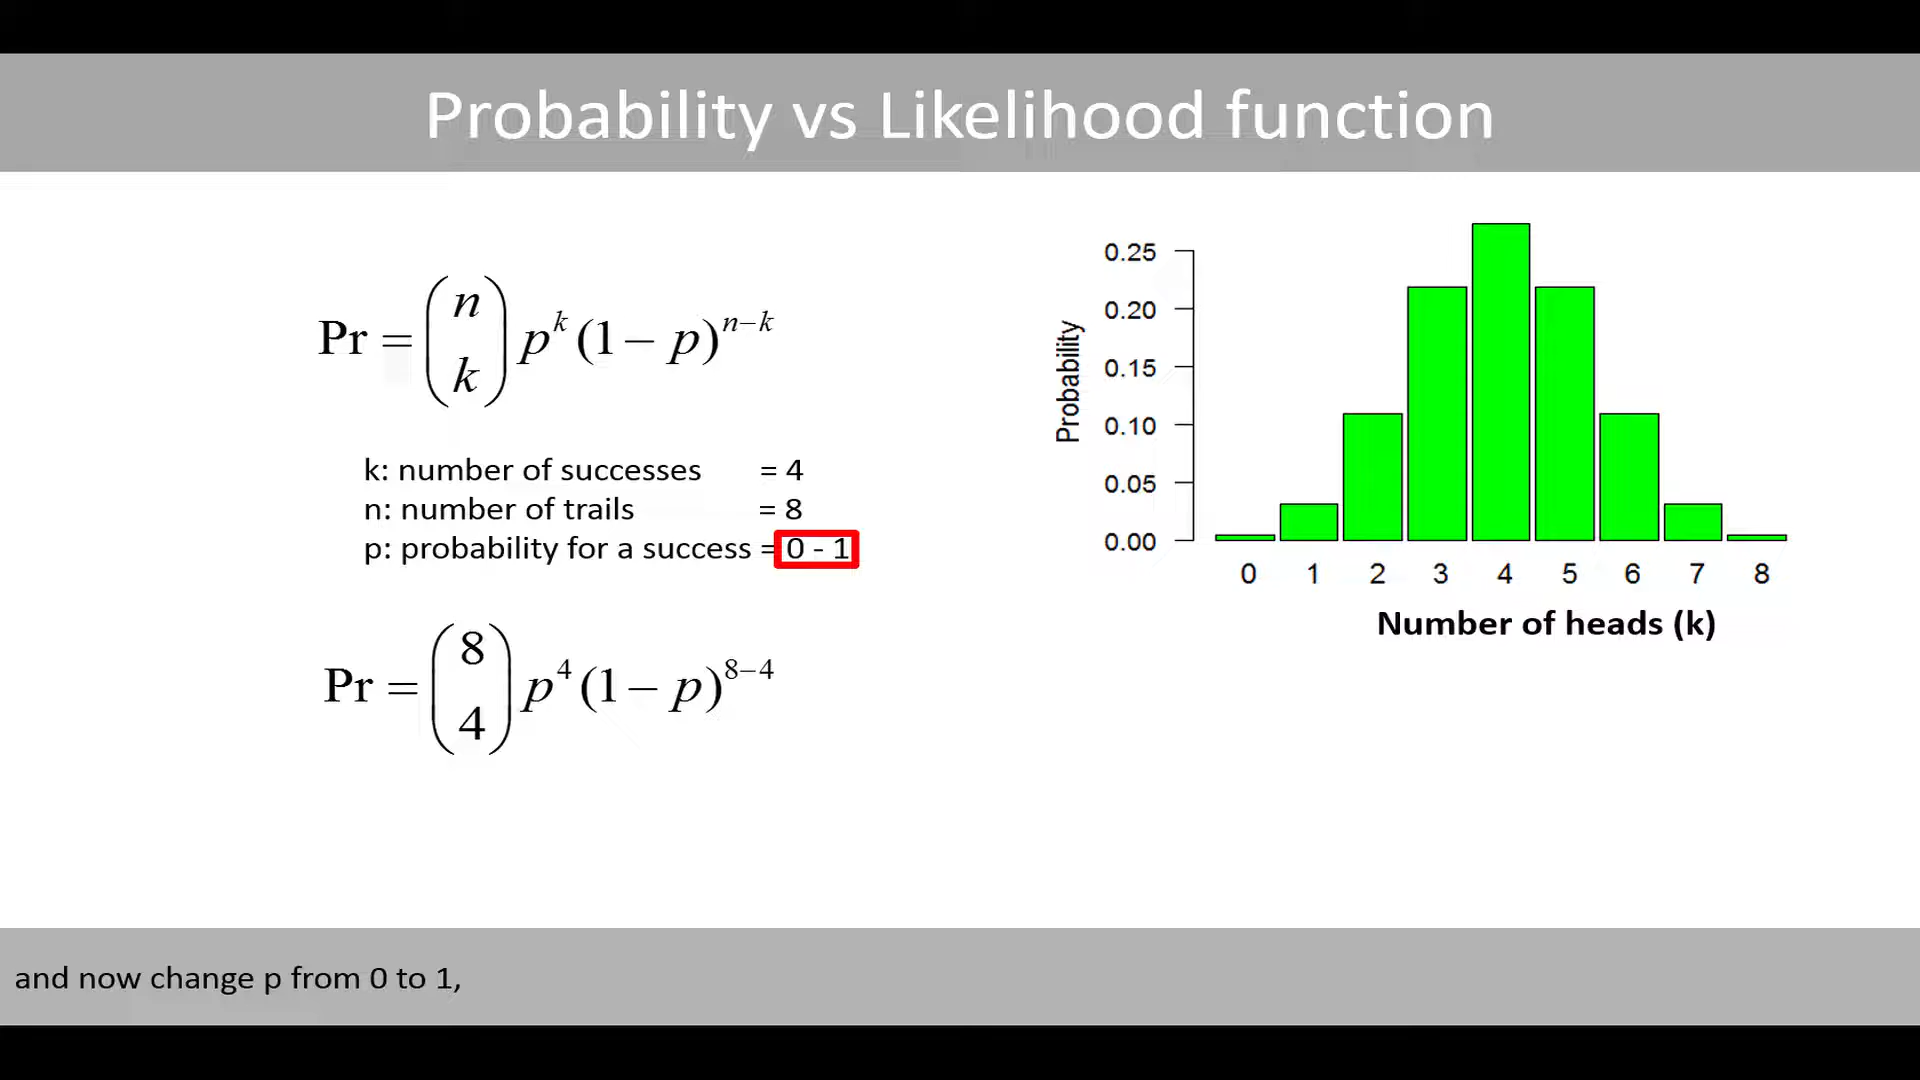 Probability vs Likelihood function
Pr = (n k) p^k (1 − p)^{n−k}
k: number of successes = 4
n: number of trails = 8
p: probability for a success = 0 - 1
Pr = (8 4) p^4 (1 − p)^{8−4}
Probability
0.25
0.20
0.15
0.10
0.05
0.00
0 1 2 3 4 5 6 7 8
Number of heads (k)
and now change p from 0 to 1,